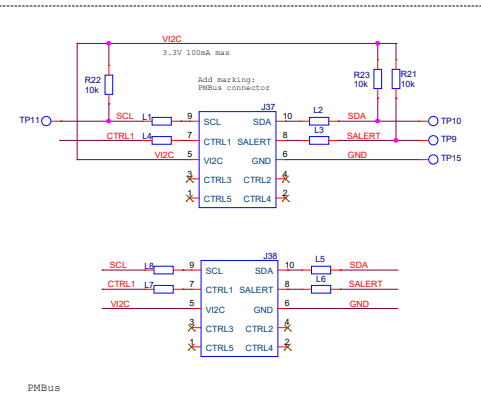 VI2C
3.3V 100mA max
R22
10k
R23
10k
R21
10k
Add marking:
PMBus connector
J37
TP11
SCL
L1
9
SCL
SDA
10
L2
SDA
TP10
CTRL1
L4
7
CTRL1
SALERT
8
L3
SALERT
TP9
VI2C
5
VI2C
GND
6
GND
TP15
3
CTRL3
CTRL2
4
1
CTRL5
CTRL4
2
J38
SCL
L8
9
SCL
SDA
10
L5
SDA
CTRL1
L7
7
CTRL1
SALERT
8
L6
SALERT
VI2C
5
VI2C
GND
6
GND
3
CTRL3
CTRL2
4
1
CTRL5
CTRL4
2
PMBus